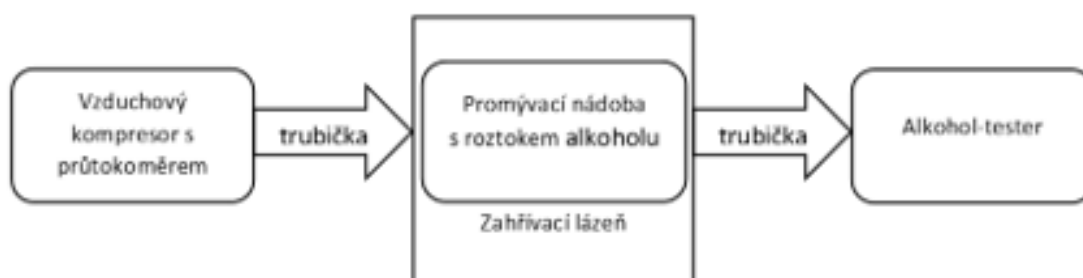 Vzduchový
kompresor s
průtokoměrem
trubička
Promývací nádoba
s roztokem alkoholu
Zahřívací lázeň
trubička
Alkohol-tester